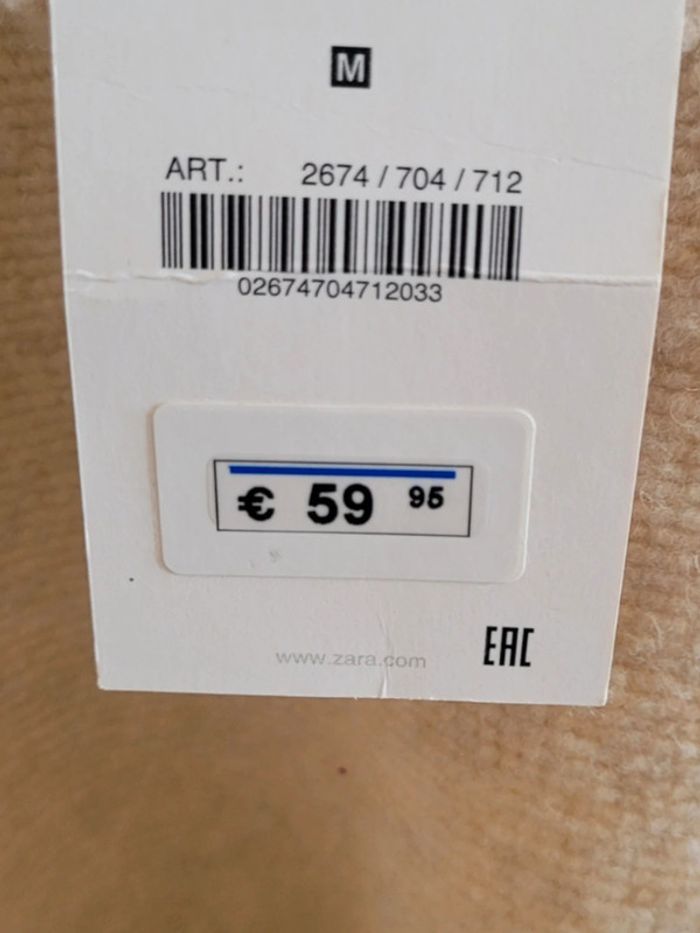 M
ART.: 2674 / 704 / 712
02674704712033
€ 59 95
www.zara.com
EAC